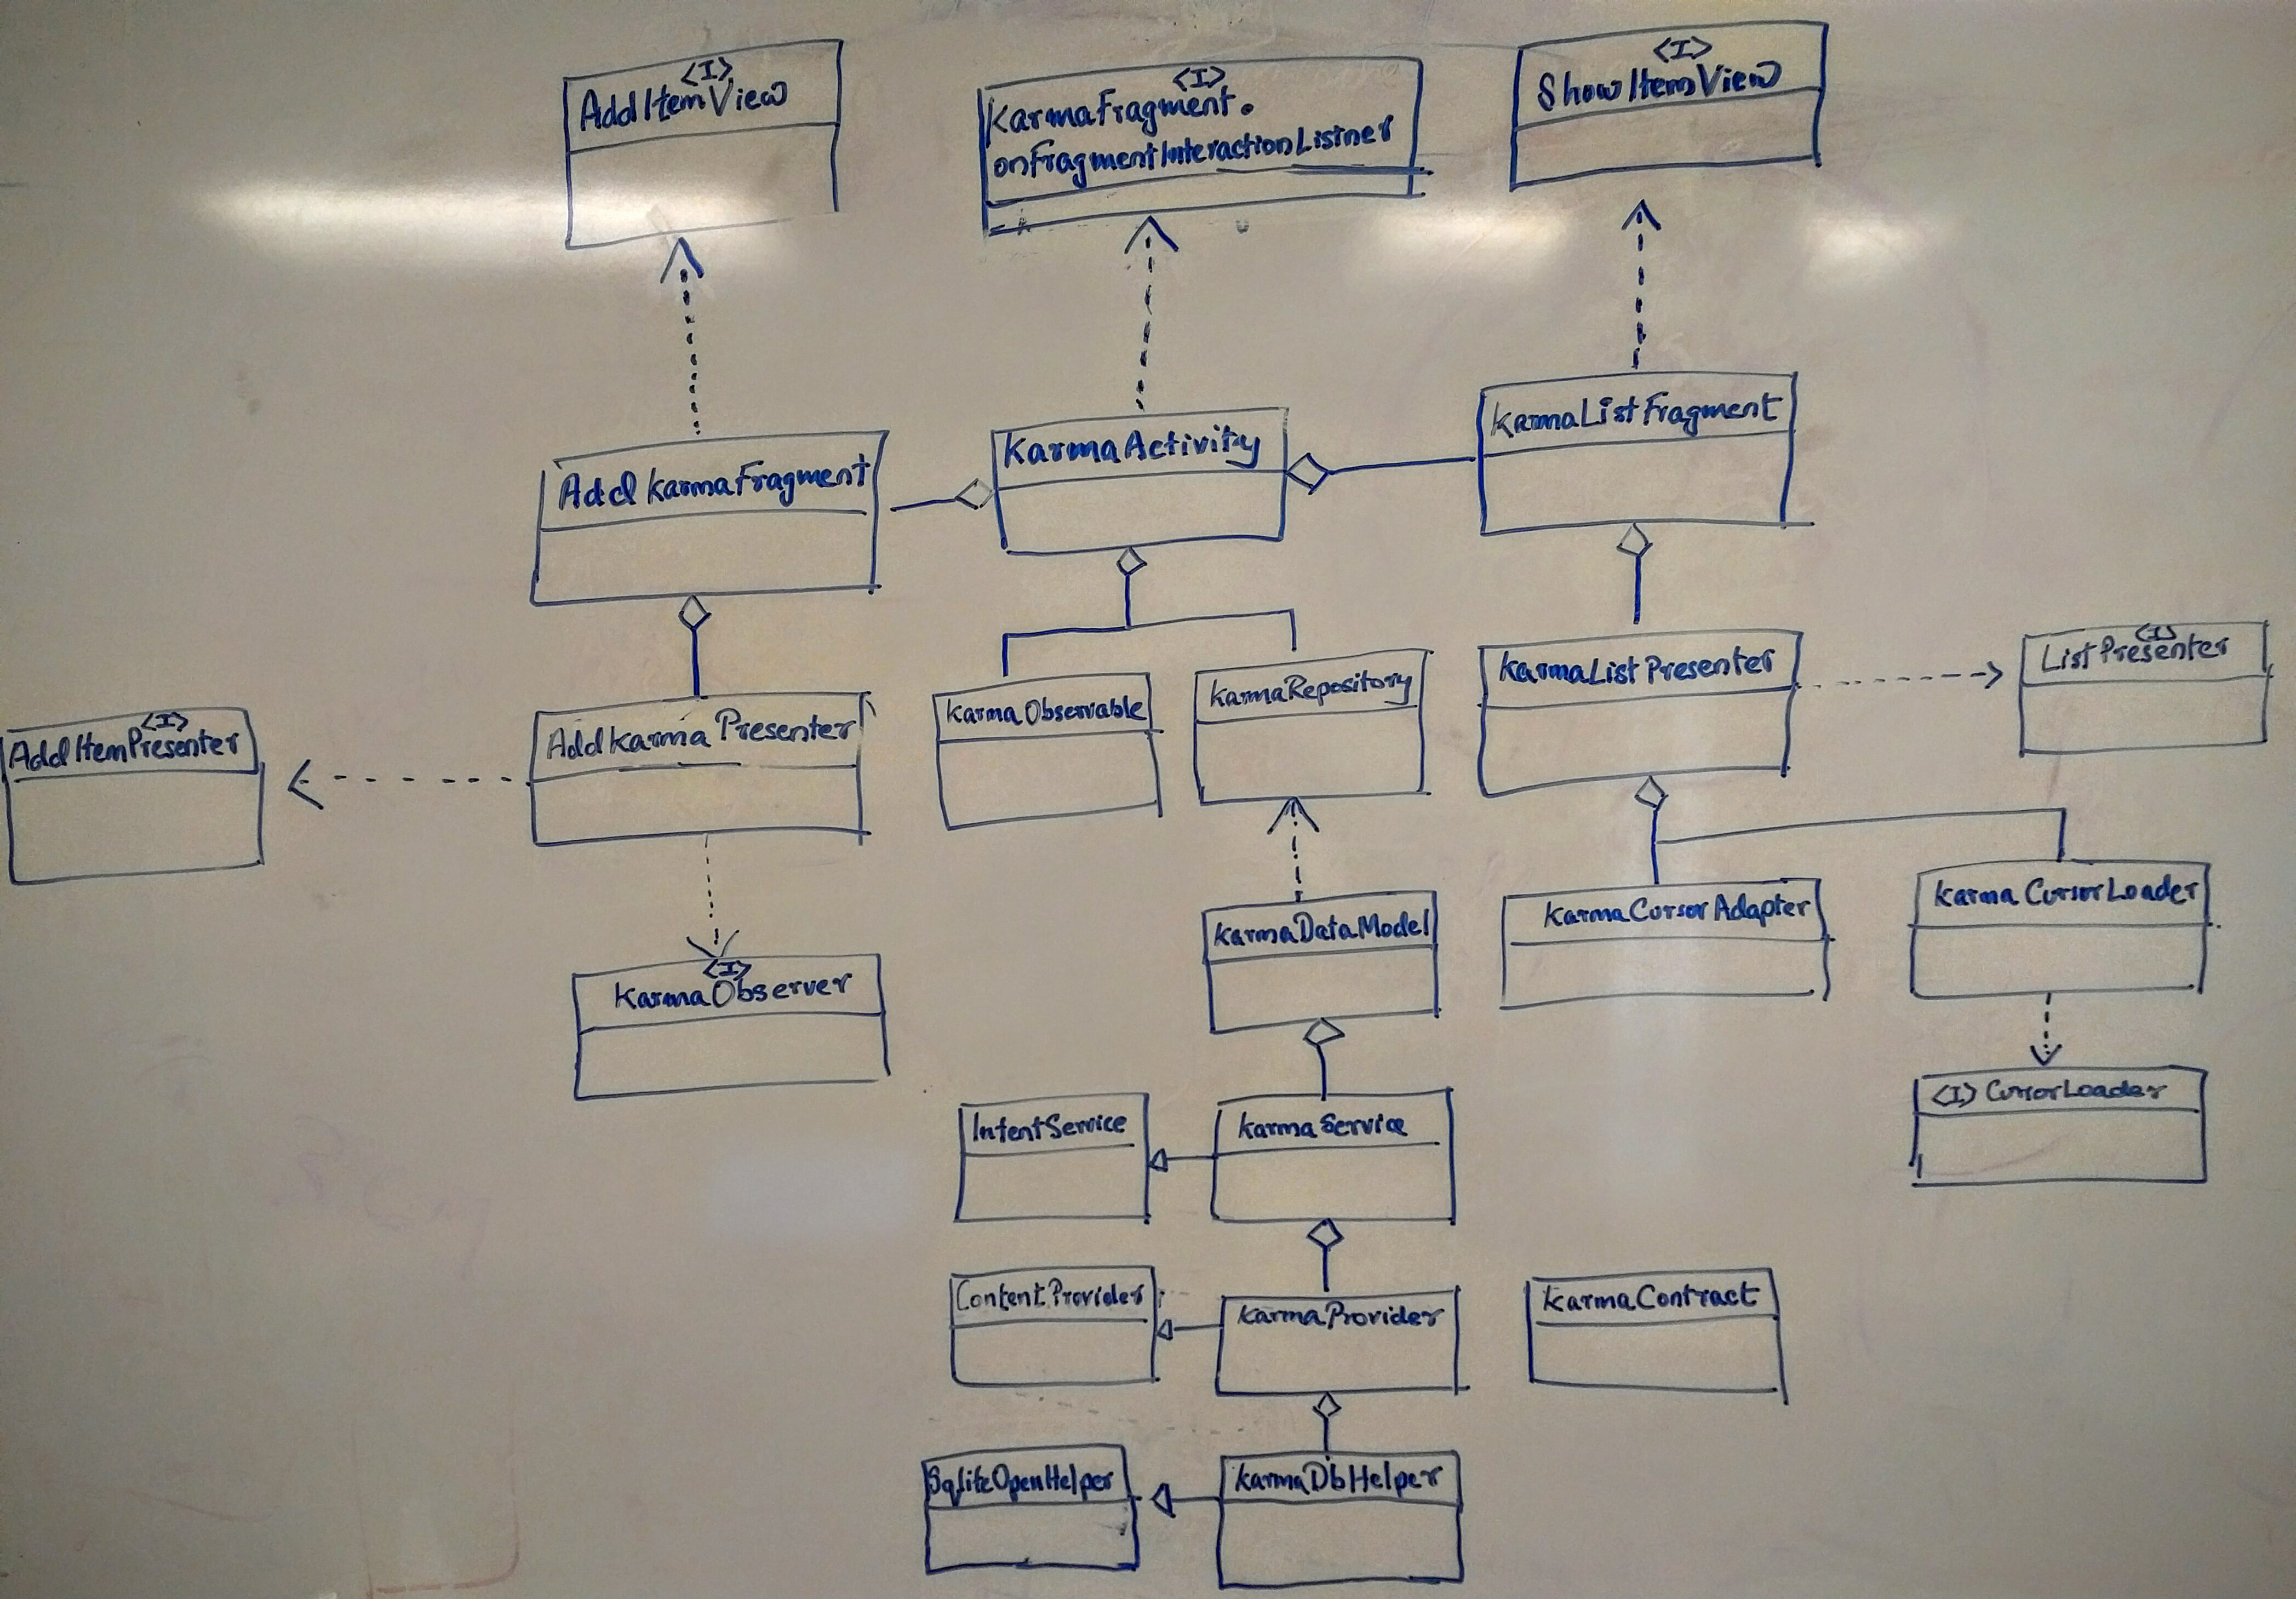 <I>
AddItemView
<I>
KarmaFragment.
onFragmentInteractionListner
<I>
ShowItemView
AddKarmaFragment
KarmaActivity
KarmaListFragment
<I>
AddItemPresenter
AddKarmaPresenter
KarmaObservable
KarmaRepository
KarmaListPresenter
<I>
ListPresenter
<I>
KarmaObserver
KarmaDataModel
KarmaCursorAdapter
KarmaCursorLoader
<I> CursorLoader
IntentService
KarmaService
ContentProvider
KarmaProvider
KarmaContract
SqliteOpenHelper
KarmaDbHelper